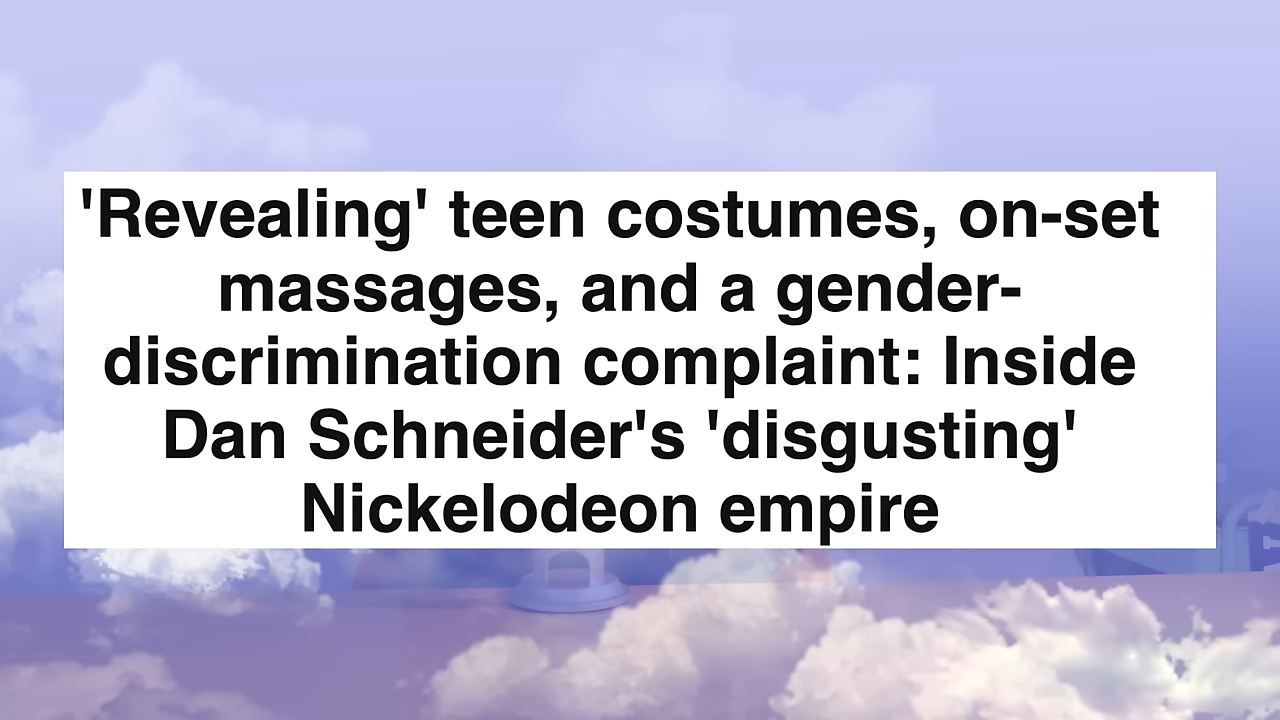 'Revealing' teen costumes, on-set
massages, and a gender-
discrimination complaint: Inside
Dan Schneider's 'disgusting'
Nickelodeon empire